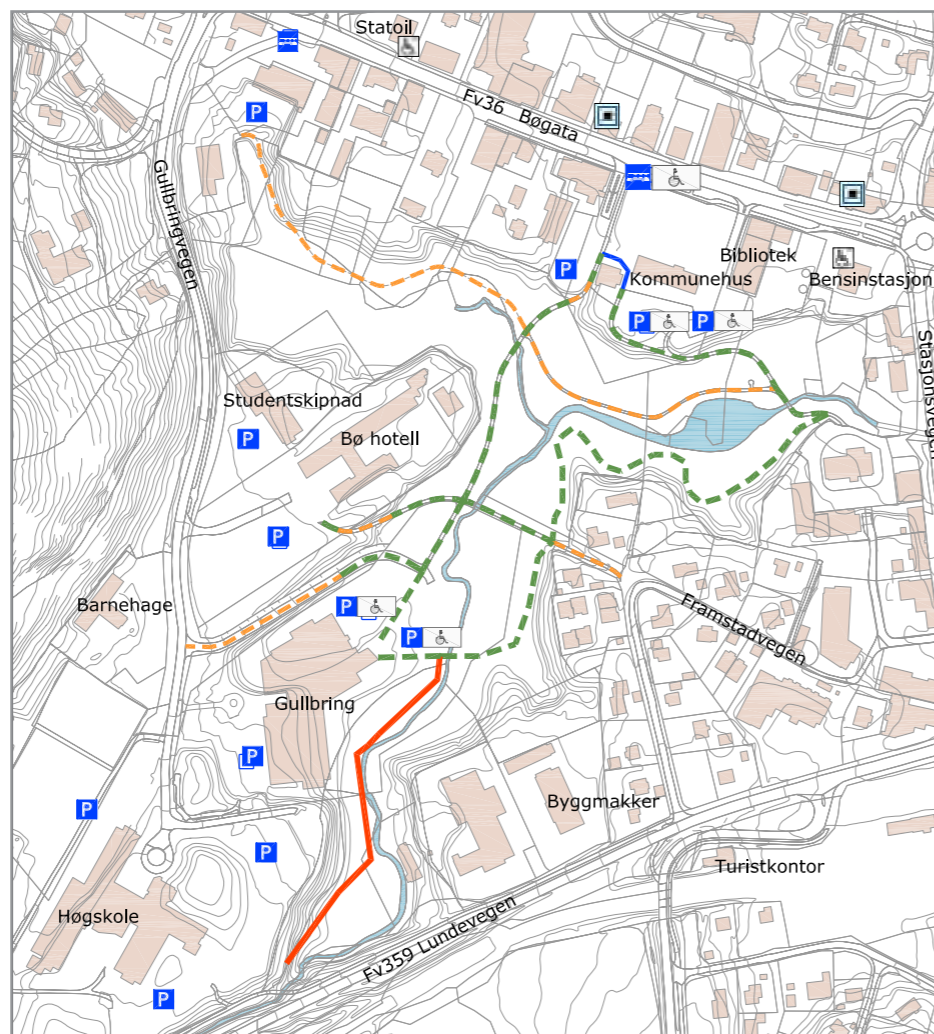 Statoil
Fv36 Bøgata
P
Gullbringvegen
Bibliotek
P
Kommunehus
Bensinstasjon
P
P
Stasjonsvegen
Studentskipnad
P
Bø hotell
P
Barnehage
P
Framstadvegen
P
Gullbring
P
Byggmakker
P
P
Turistkontor
Høgskole
Fv359 Lundevegen
P